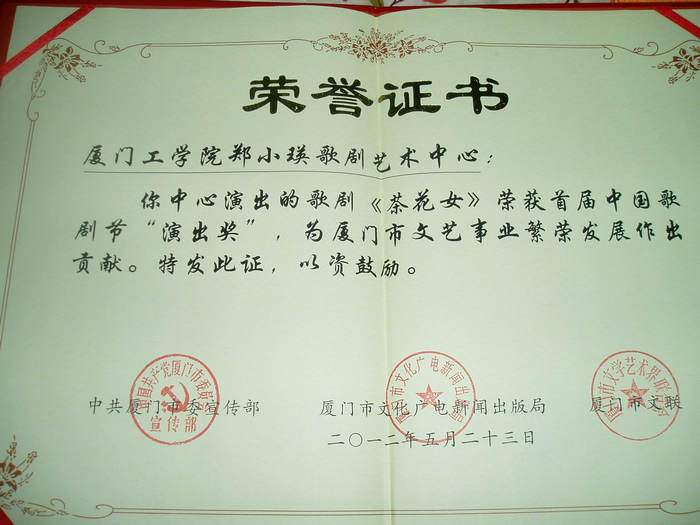 荣誉证书
厦门工学院郑小瑛歌剧艺术中心：
你中心演出的歌剧《茶花女》荣获首届中国歌
剧节“演出奖”，为厦门市文艺事业繁荣发展作出
贡献。特发此证，以资鼓励。
中共厦门市委宣传部 厦门市文化广电新闻出版局 厦门市文联
二〇一二年五月二十三日
宣传部